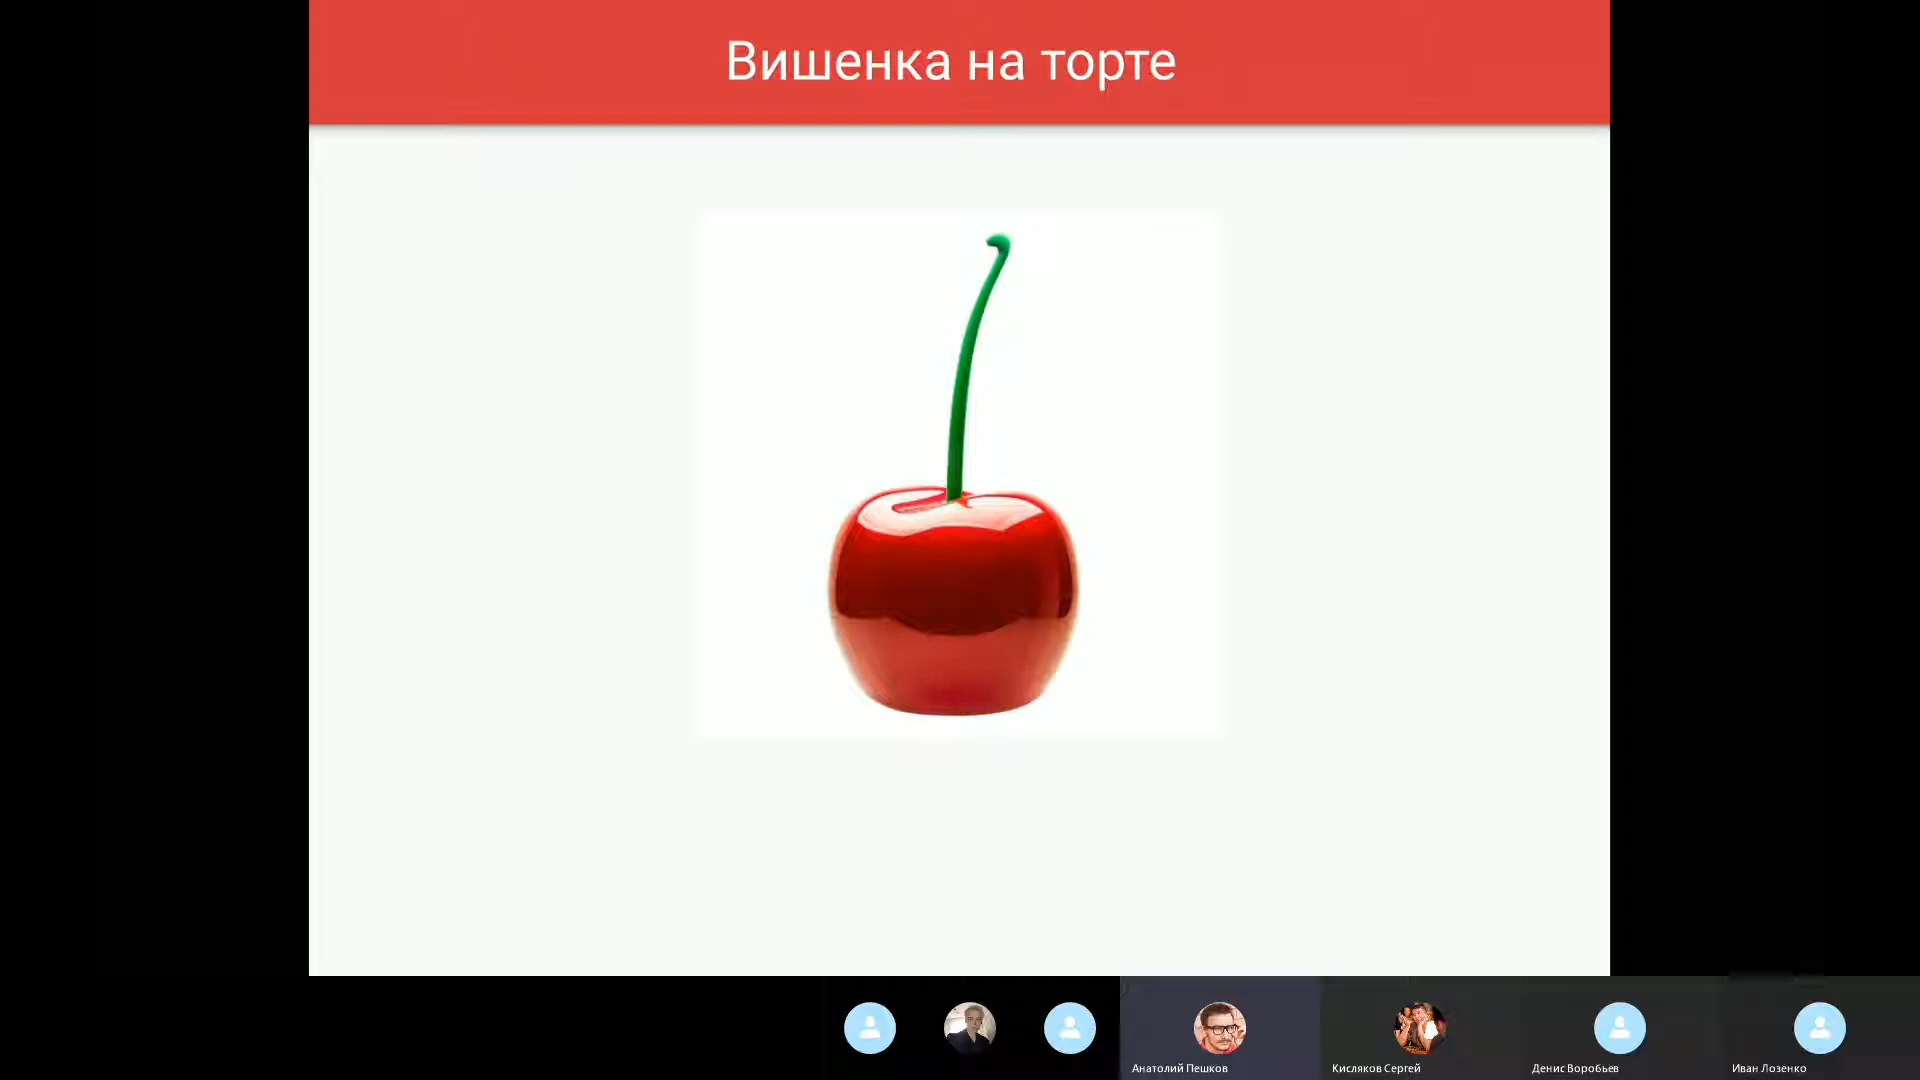 Вишенка на торте
Анатолий Пешков
Кисляков Сергей
Денис Воробьев
Иван Лозенко